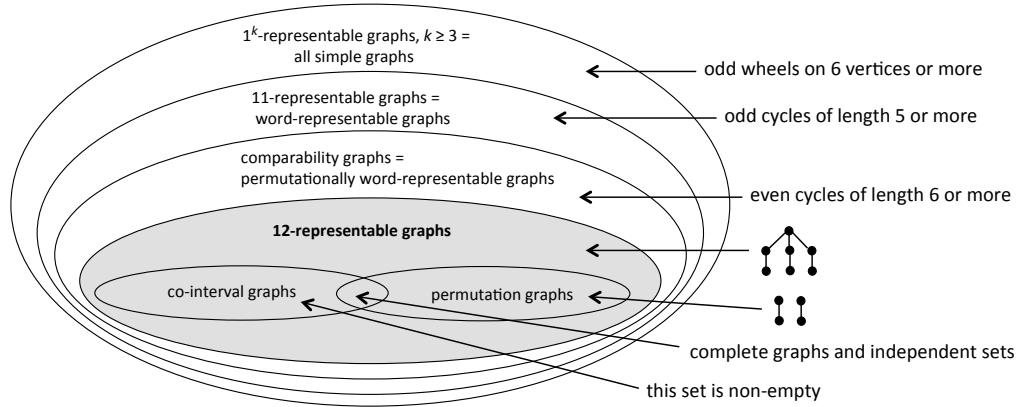 1^k-representable graphs, k ≥ 3 =
all simple graphs
odd wheels on 6 vertices or more
11-representable graphs =
word-representable graphs
odd cycles of length 5 or more
comparability graphs =
permutationally word-representable graphs
even cycles of length 6 or more
12-representable graphs
co-interval graphs
permutation graphs
complete graphs and independent sets
this set is non-empty